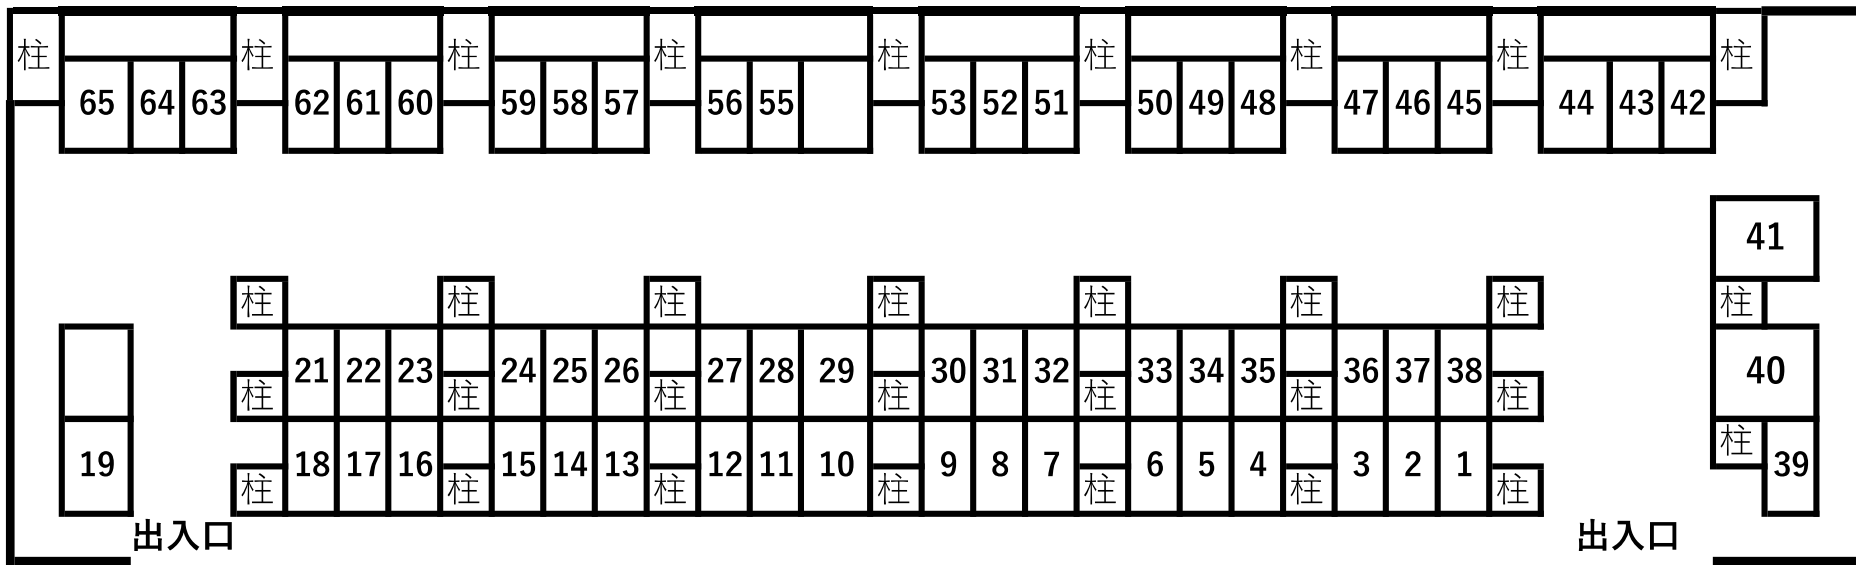 柱 柱 柱 柱 柱 柱 柱 柱 柱
65 64 63 62 61 60 59 58 57 56 55 53 52 51 50 49 48 47 46 45 44 43 42
41
柱 柱 柱 柱 柱 柱 柱 柱
21 22 23 24 25 26 27 28 29 30 31 32 33 34 35 36 37 38 40
柱 柱 柱 柱 柱 柱 柱
柱
19 18 17 16 15 14 13 12 11 10 9 8 7 6 5 4 3 2 1 39
柱 柱 柱 柱 柱 柱 柱
出入口 出入口